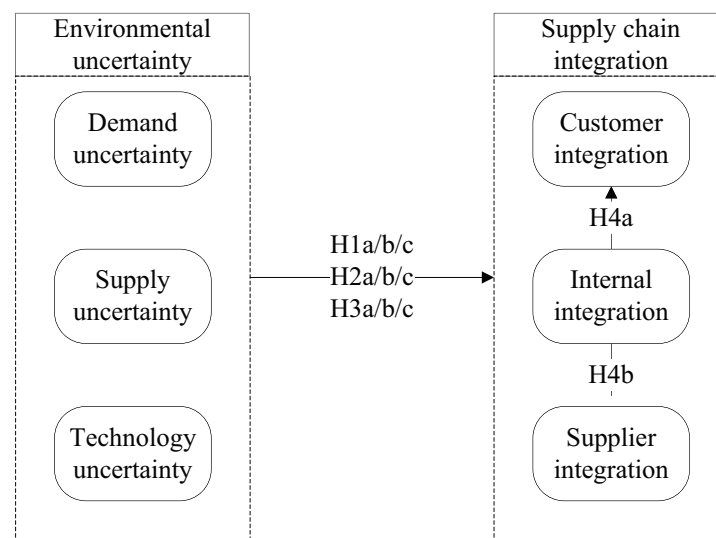 Environmental
uncertainty
Demand
uncertainty
Supply
uncertainty
Technology
uncertainty
H1a/b/c
H2a/b/c
H3a/b/c
Supply chain
integration
Customer
integration
H4a
Internal
integration
H4b
Supplier
integration